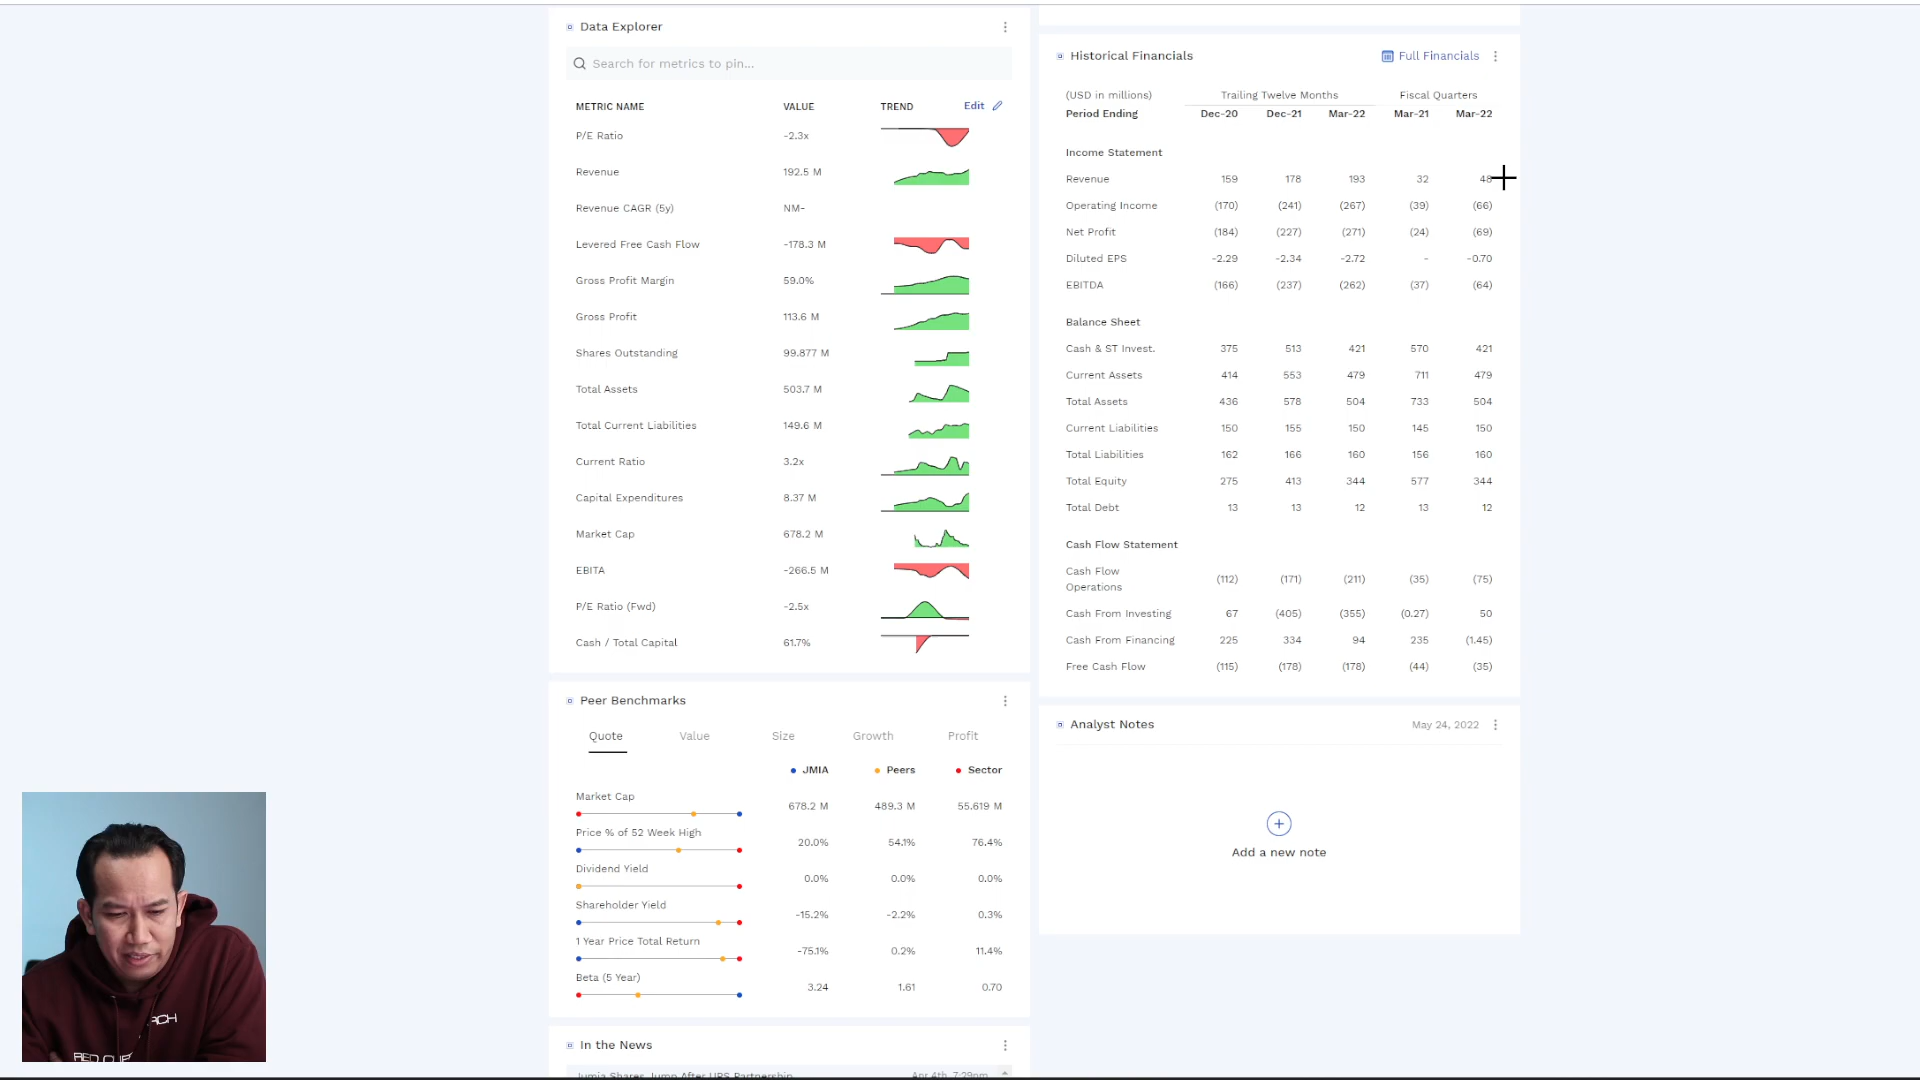 Data Explorer
Search for metrics to pin...
METRIC NAME VALUE TREND Edit
P/E Ratio -2.3x
Revenue 192.5 M
Revenue CAGR (5y) NM-
Levered Free Cash Flow -178.3 M
Gross Profit Margin 59.0%
Gross Profit 113.6 M
Shares Outstanding 99.877 M
Total Assets 503.7 M
Total Current Liabilities 149.6 M
Current Ratio 3.2x
Capital Expenditures 8.37 M
Market Cap 678.2 M
EBITA -266.5 M
P/E Ratio (Fwd) -2.5x
Cash / Total Capital 61.7%
Peer Benchmarks
Quote Value Size Growth Profit
JMIA Peers Sector
Market Cap 678.2 M 489.3 M 55.619 M
Price % of 52 Week High 20.0% 54.1% 76.4%
Dividend Yield 0.0% 0.0% 0.0%
Shareholder Yield -15.2% -2.2% 0.3%
1 Year Price Total Return -75.1% 0.2% 11.4%
Beta (5 Year) 3.24 1.61 0.70
In the News
Jumia Shares Jump After UPS Partnership Apr 4th, 7:29pm
Historical Financials Full Financials
(USD in millions) Trailing Twelve Months Fiscal Quarters
Period Ending Dec-20 Dec-21 Mar-22 Mar-21 Mar-22
Income Statement
Revenue 159 178 193 32 48
Operating Income (170) (241) (267) (39) (66)
Net Profit (184) (227) (271) (24) (69)
Diluted EPS -2.29 -2.34 -2.72 - -0.70
EBITDA (166) (237) (262) (37) (64)
Balance Sheet
Cash & ST Invest. 375 513 421 570 421
Current Assets 414 553 479 711 479
Total Assets 436 578 504 733 504
Current Liabilities 150 155 150 145 150
Total Liabilities 162 166 160 156 160
Total Equity 275 413 344 577 344
Total Debt 13 13 12 13 12
Cash Flow Statement
Cash Flow
Operations (112) (171) (211) (35) (75)
Cash From Investing 67 (405) (355) (0.27) 50
Cash From Financing 225 334 94 235 (1.45)
Free Cash Flow (115) (178) (178) (44) (35)
Analyst Notes May 24, 2022
Add a new note